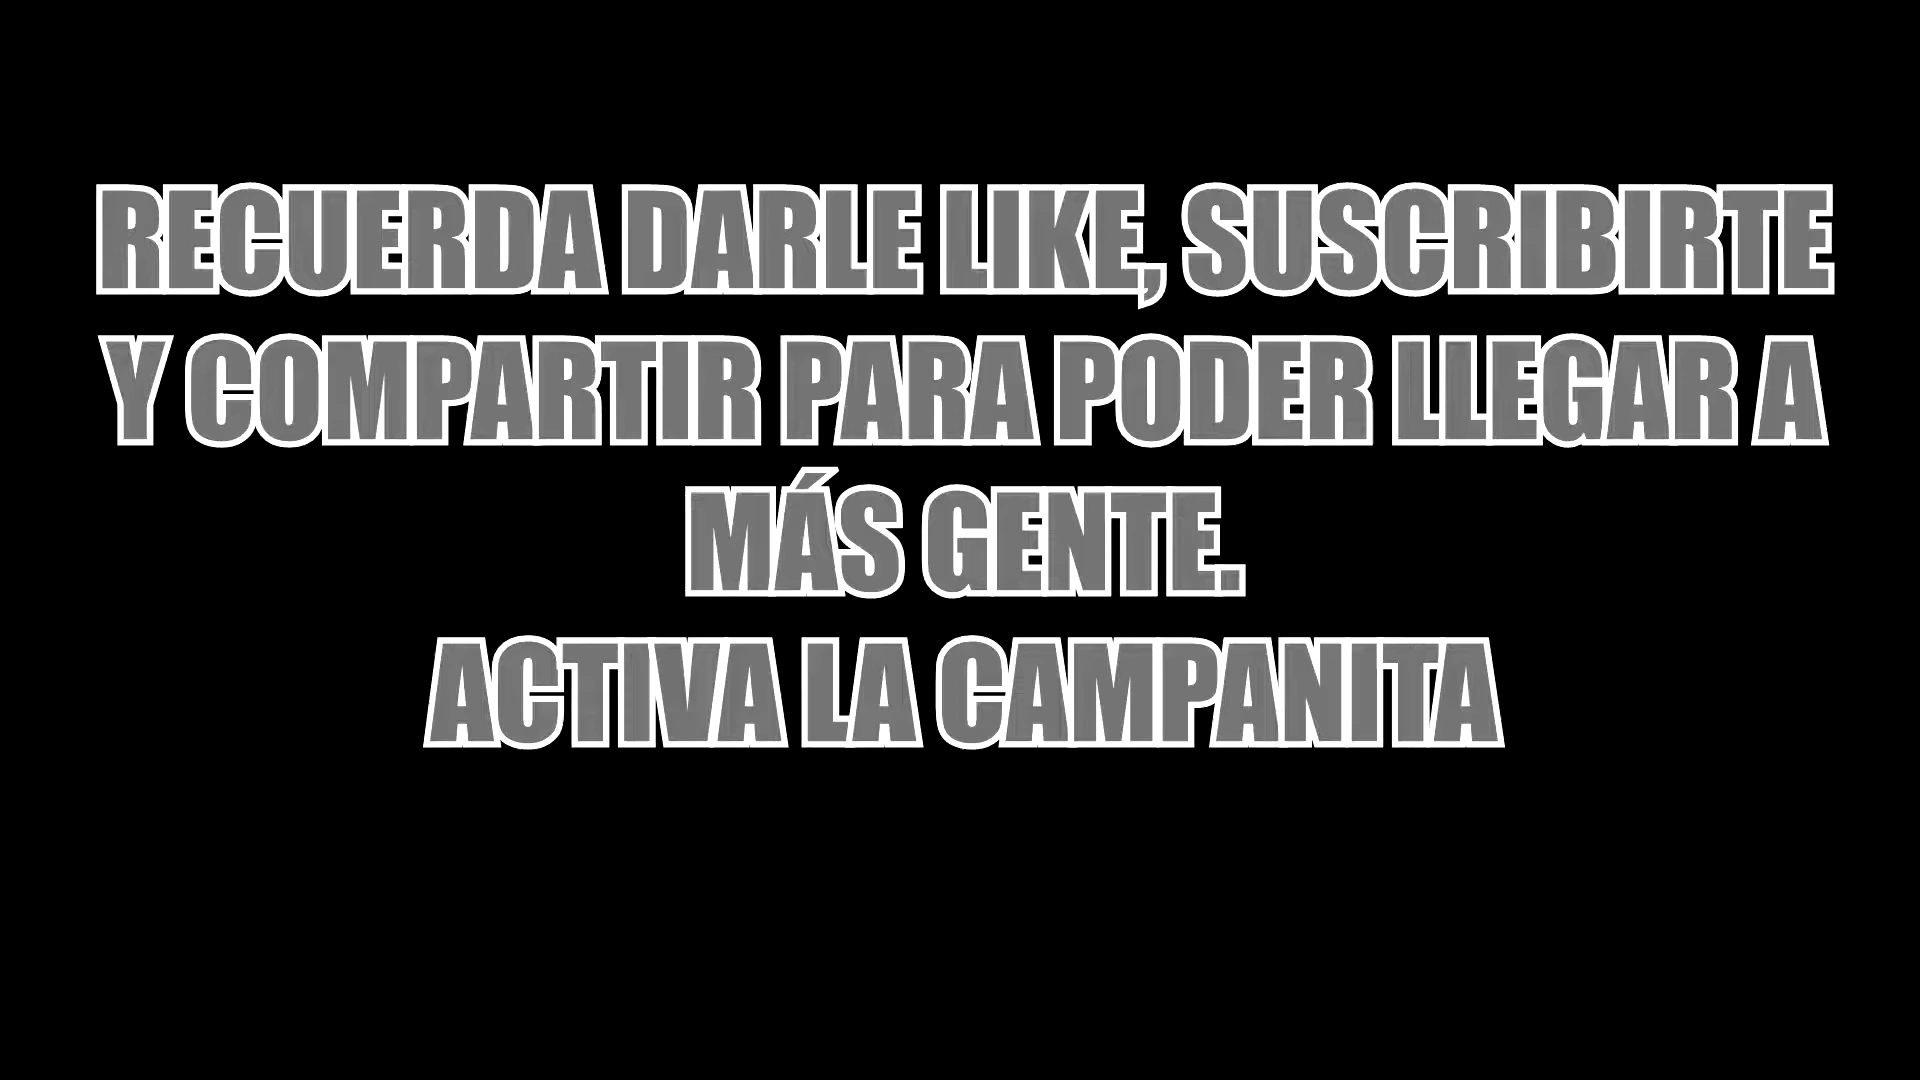 RECUERDA DARLE LIKE, SUSCRIBIRTE
Y COMPARTIR PARA PODER LLEGAR A
MÁS GENTE.
ACTIVA LA CAMPANITA